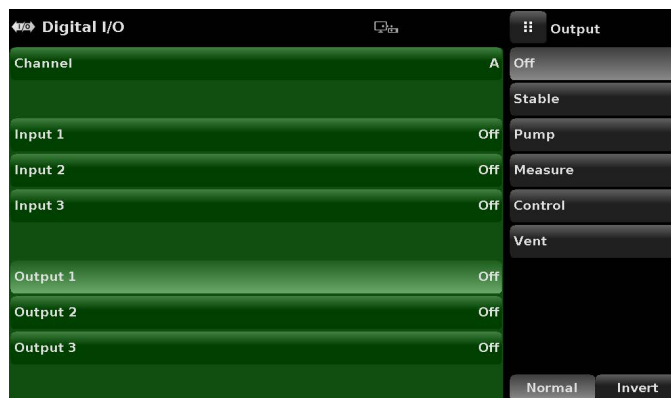 I/O Digital I/O
Channel A
Input 1 Off
Input 2 Off
Input 3 Off
Output 1 Off
Output 2 Off
Output 3 Off
Output
Off
Stable
Pump
Measure
Control
Vent
Normal Invert